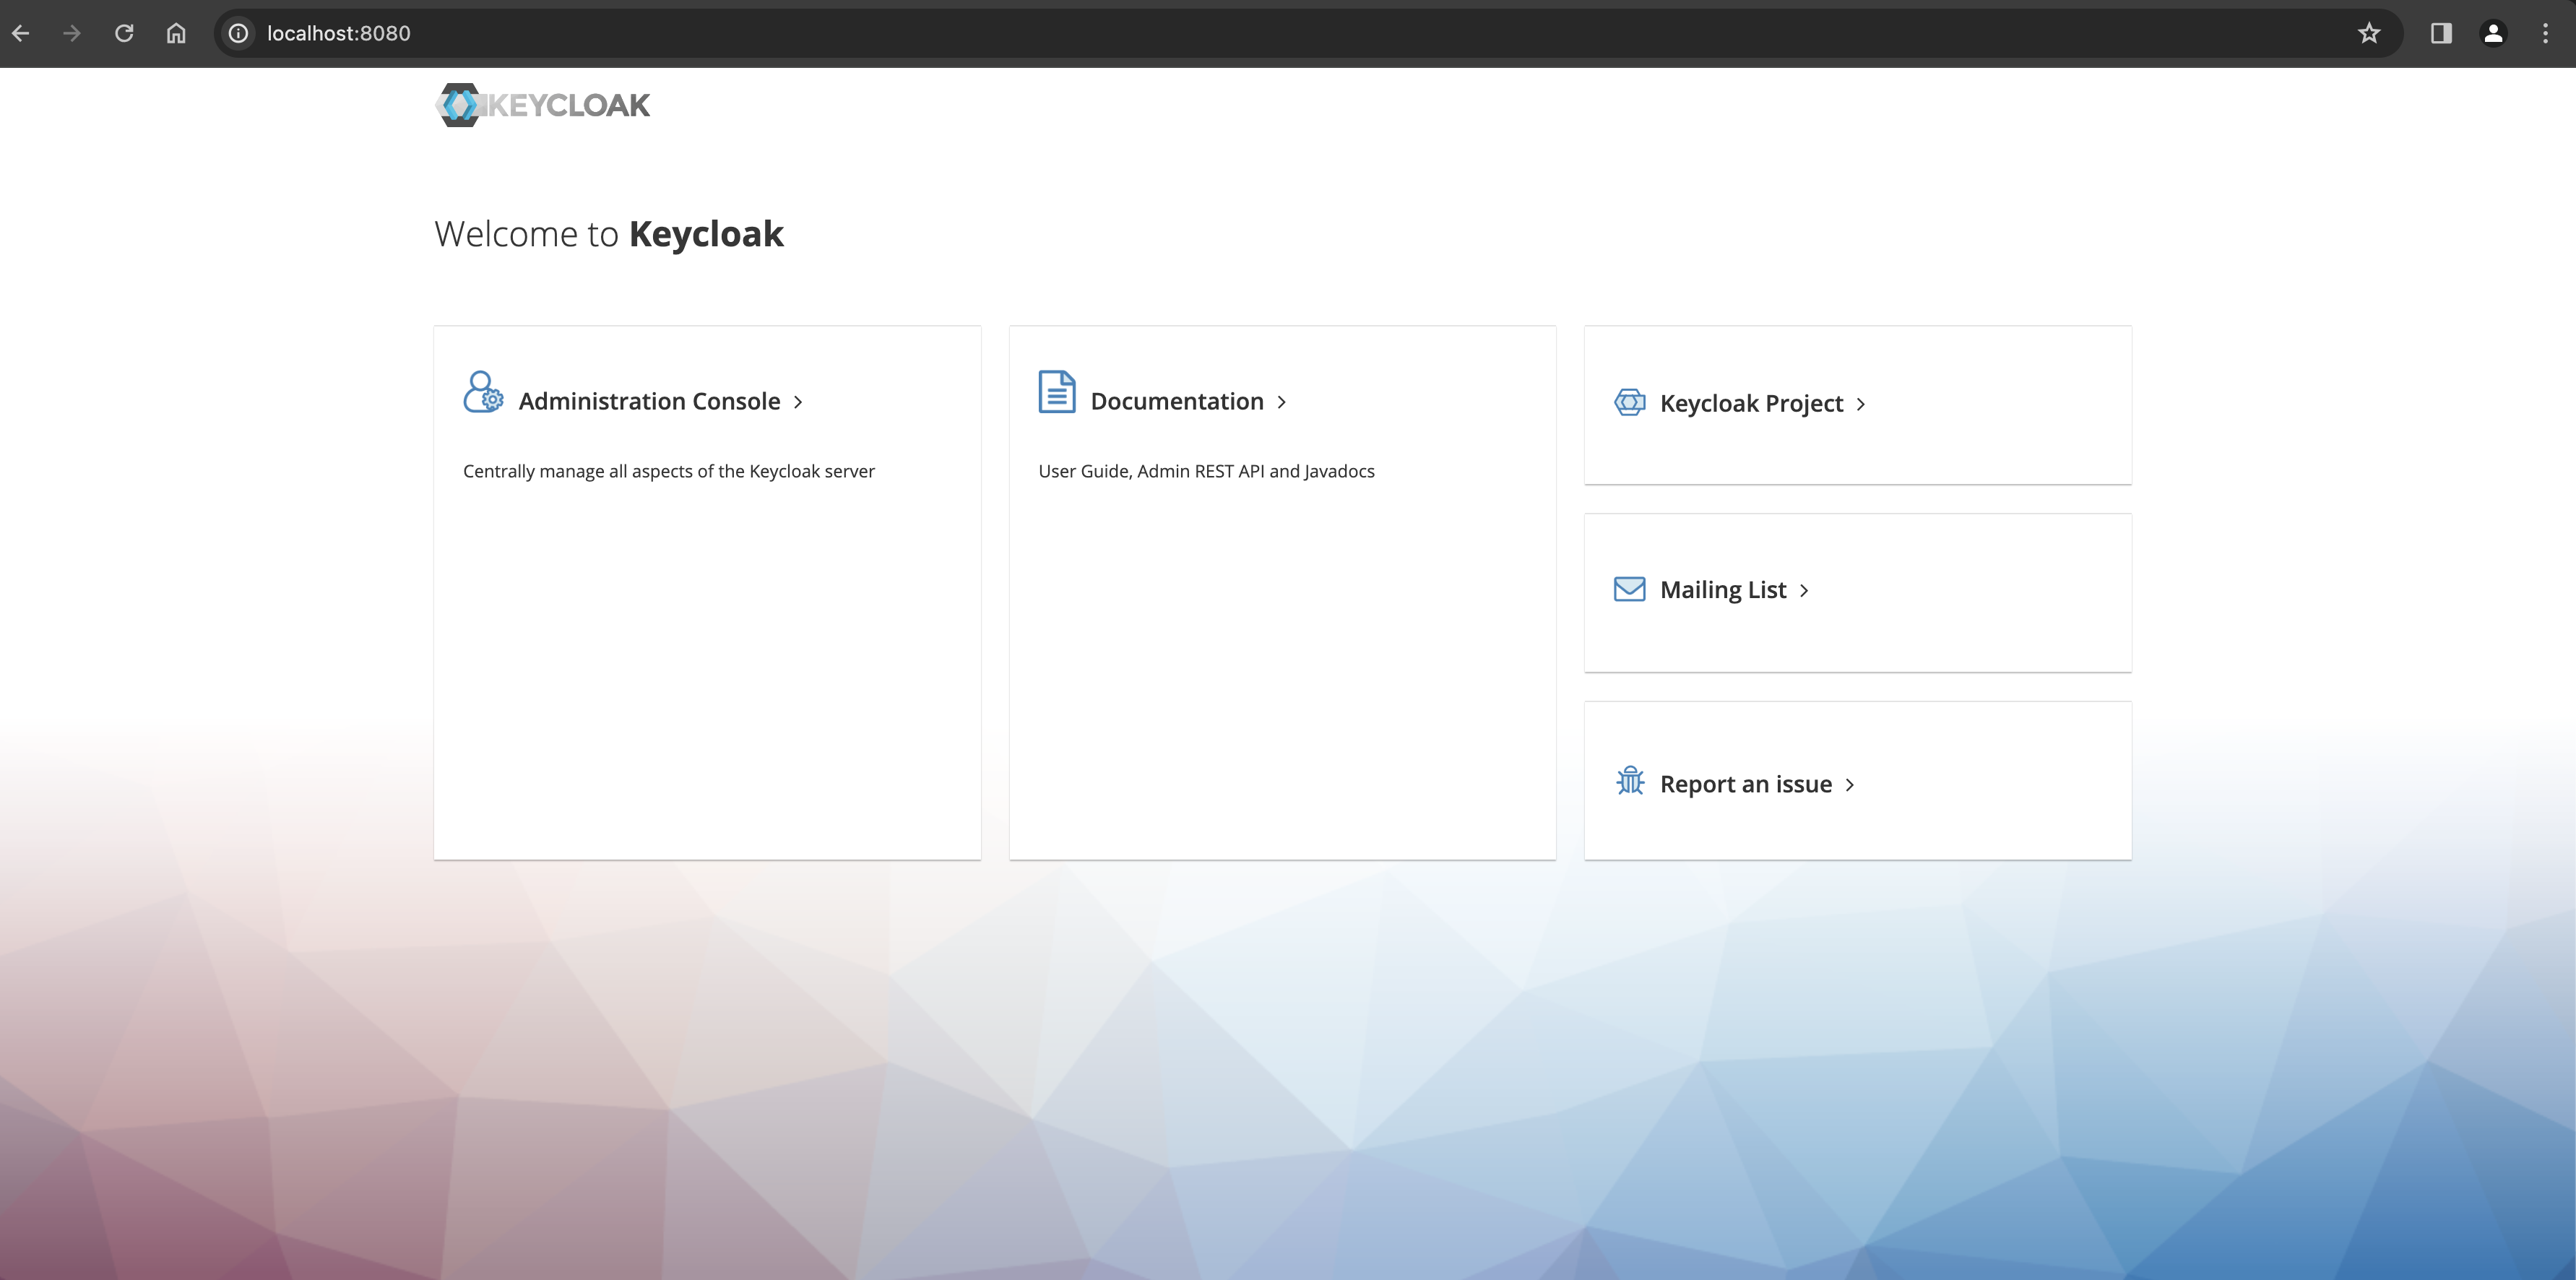 localhost:8080
KEYCLOAK
Welcome to Keycloak
Administration Console
Centrally manage all aspects of the Keycloak server
Documentation
User Guide, Admin REST API and Javadocs
Keycloak Project
Mailing List
Report an issue